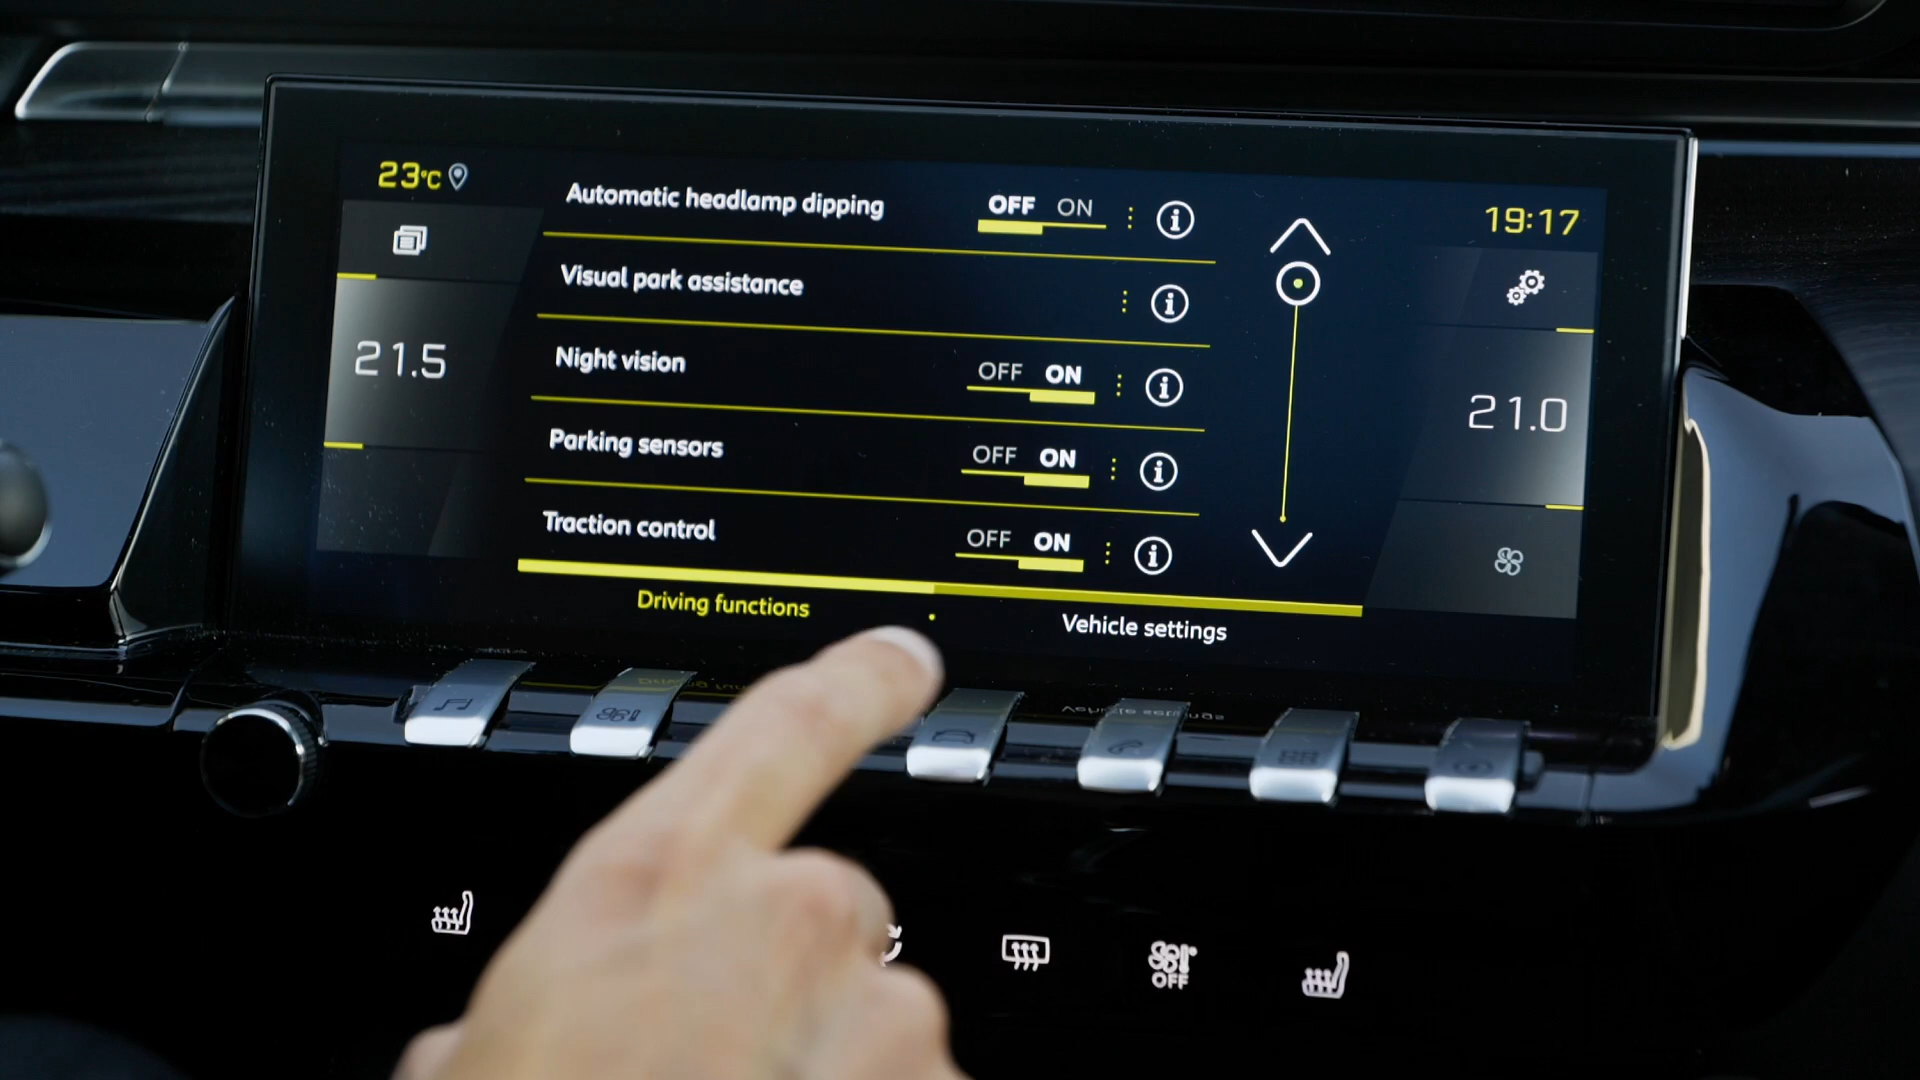 23°C
19:17
Automatic headlamp dipping OFF ON
Visual park assistance
21.5
Night vision OFF ON
21.0
Parking sensors OFF ON
Traction control OFF ON
Driving functions
Vehicle settings
OFF